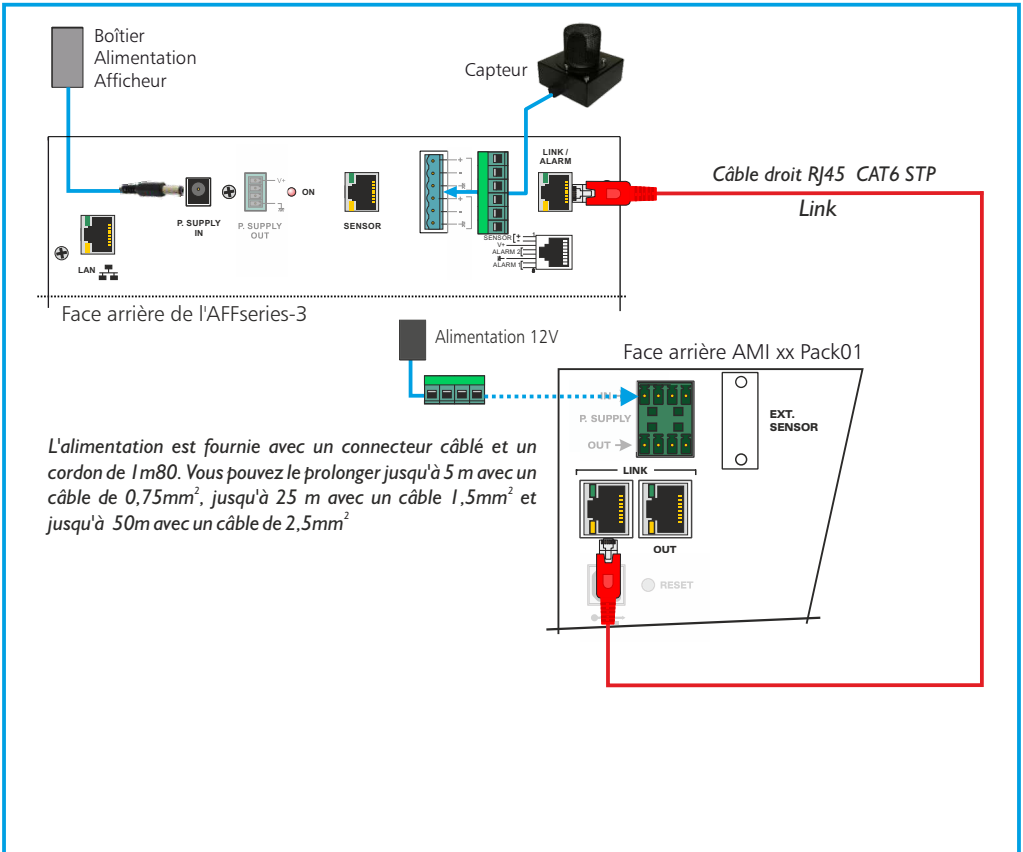 Boîtier
Alimentation
Afficheur
Capteur
LINK /
ALARM
Câble droit RJ45 CAT6 STP
Link
V+
ON
P. SUPPLY
IN
P. SUPPLY
OUT
SENSOR
+
-
+
-
SENSOR + -
V+
ALARM 2
ALARM 1
LAN
Face arrière de l'AFFseries-3
Alimentation 12V
Face arrière AMI xx Pack01
IN
P. SUPPLY
OUT
EXT.
SENSOR
LINK
OUT
RESET
L'alimentation est fournie avec un connecteur câblé et un
cordon de 1m80. Vous pouvez le prolonger jusqu'à 5 m avec un
câble de 0,75mm², jusqu'à 25 m avec un câble 1,5mm² et
jusqu'à 50m avec un câble de 2,5mm²